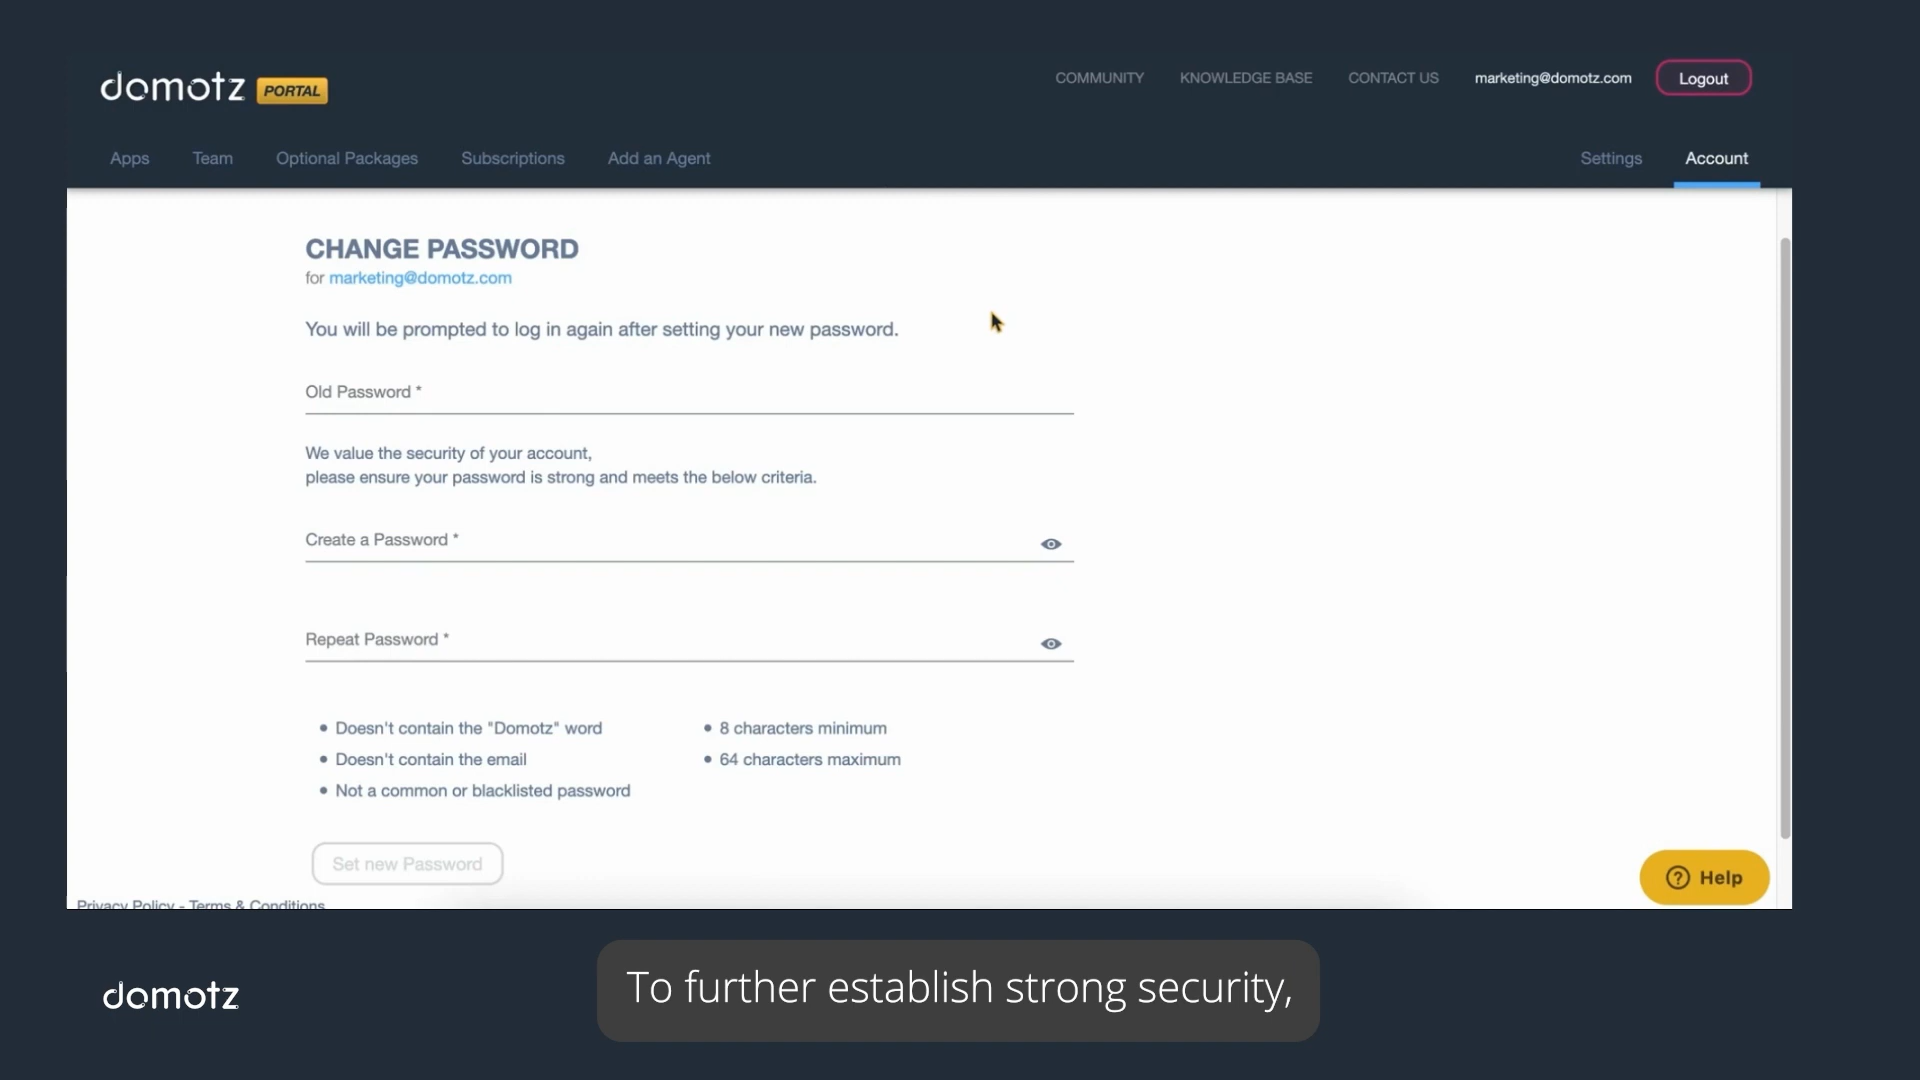 domotz PORTAL
COMMUNITY KNOWLEDGE BASE CONTACT US marketing@domotz.com Logout
Apps Team Optional Packages Subscriptions Add an Agent Settings Account
CHANGE PASSWORD
for marketing@domotz.com
You will be prompted to log in again after setting your new password.
Old Password *
We value the security of your account,
please ensure your password is strong and meets the below criteria.
Create a Password *
Repeat Password *
• Doesn't contain the "Domotz" word
• Doesn't contain the email
• Not a common or blacklisted password
• 8 characters minimum
• 64 characters maximum
Set new Password
? Help
Privacy Policy - Terms & Conditions
domotz
To further establish strong security,